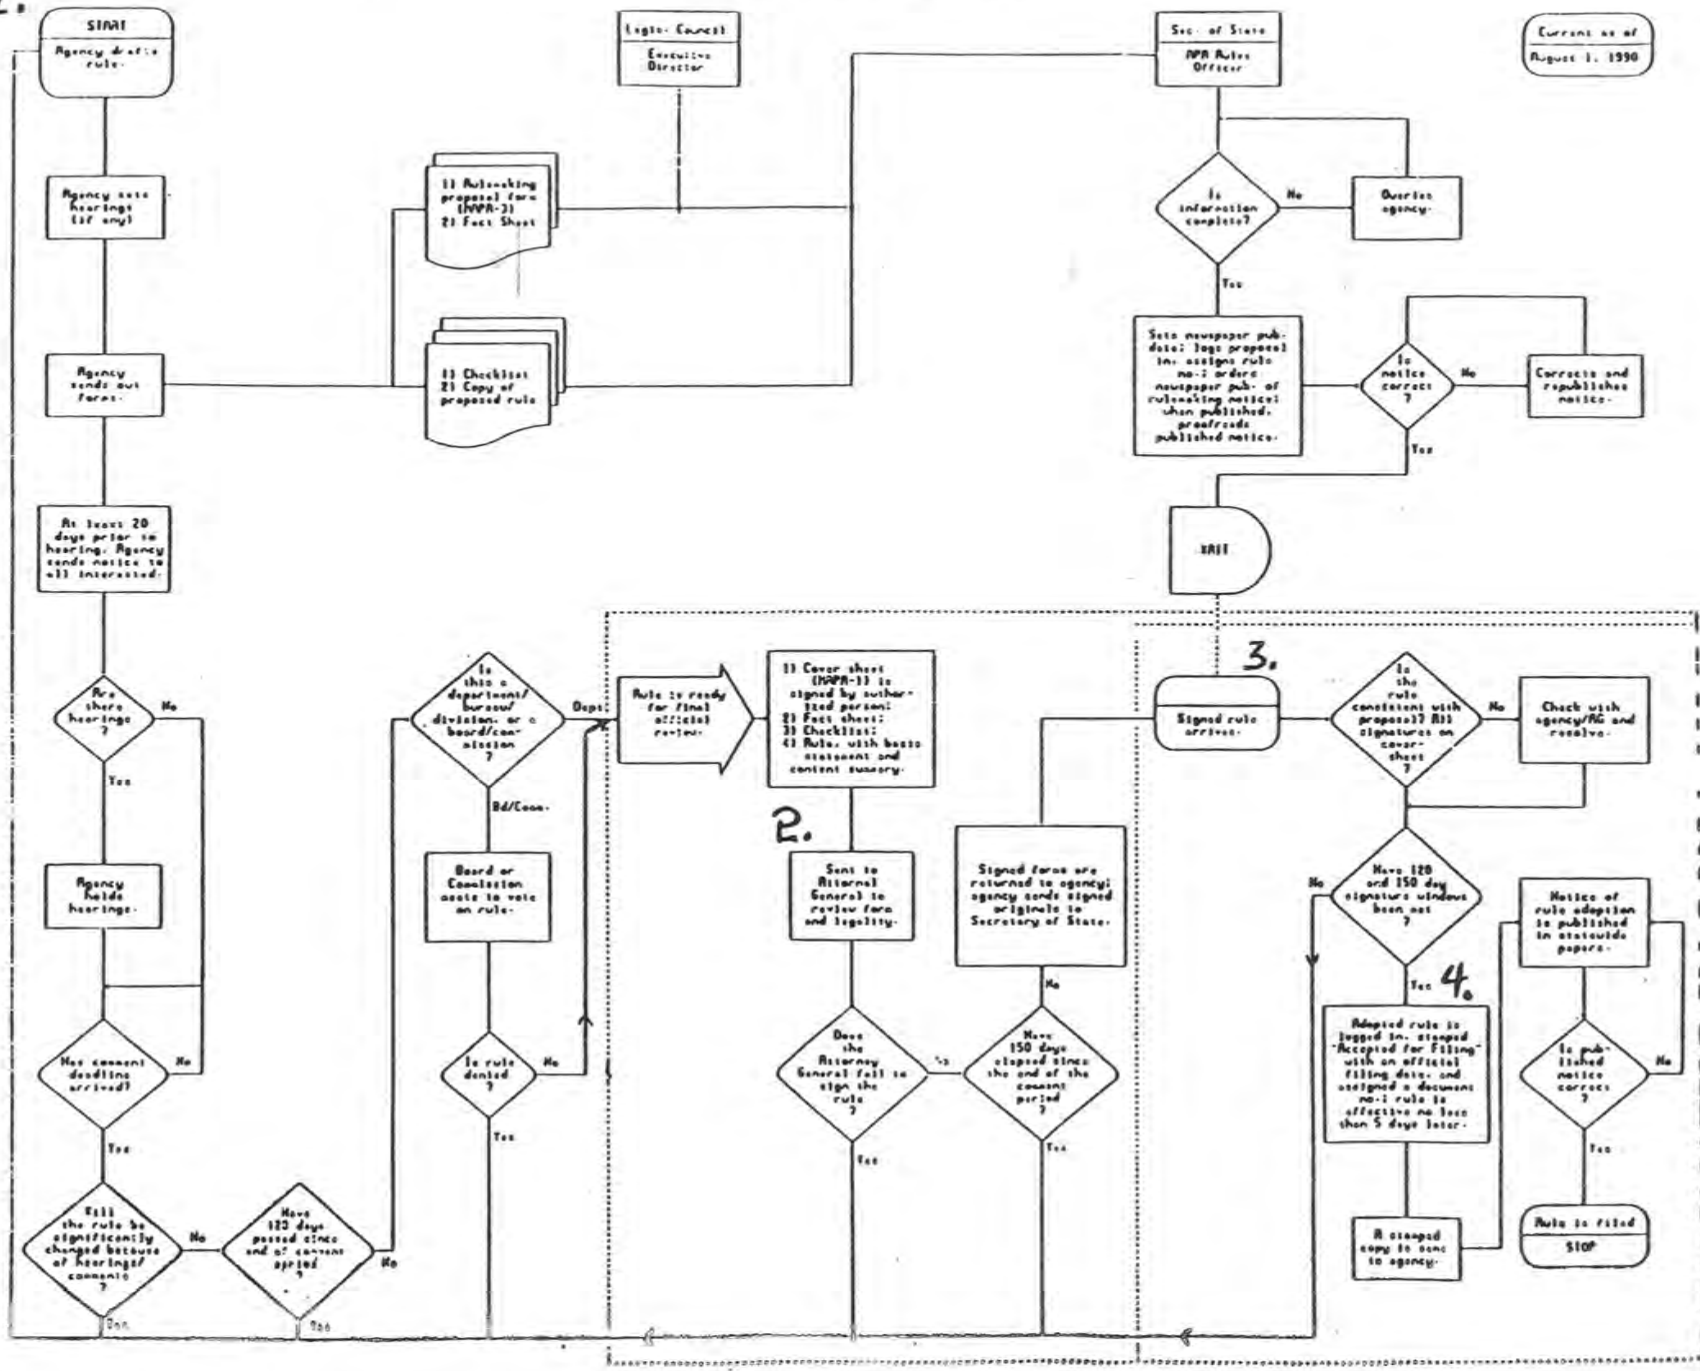 START
Agency drafts
rule.
Legis. Council
Executive
Director
Sec. of State
APA Rules
Officer
Current as of
August 1, 1990
Agency sets
hearings
(if any)
1) Rulemaking
proposal form
(MAPA-3)
2) Fact Sheet
Is
information
complete?
No
Queries
agency.
Yes
Agency
sends out
forms.
1) Checklist
2) Copy of
proposed rule
Sets newspaper pub.
date; logs proposal
in; assigns rule
no.; orders
newspaper pub. of
rulemaking notice;
when published,
proofreads
published notice.
Is
notice
correct
?
No
Corrects and
republishes
notice.
Yes
At least 20
days prior to
hearing, Agency
sends notice to
all interested.
WAIT
Are
there
hearings
?
No
Yes
Agency
holds
hearings.
Has comment
deadline
arrived?
No
Yes
Will
the rule be
significantly
changed because
of hearings/
comments
?
No
Yes
Have
120 days
passed since
end of comment
?
No
Yes
Is
this a
department/
bureau/
division, or a
board/com-
mission
?
Dept.
Bd/Comm.
Board or
Commission
meets to vote
on rule.
Is rule
denied
?
No
Yes
Rule is ready
for final
official
review.
1) Cover sheet
(MAPA-1) is
signed by author-
ized person;
2) Fact sheet;
3) Checklist;
4) Rule, with basis
statement and
content summary.
2.
Sent to
Attorney
General to
review form
and legality.
Does
the
Attorney
General fail to
sign the
rule
?
No
Yes
Have
150 days
elapsed since
the end of the
comment
period
?
No
Yes
Signed forms are
returned to agency;
agency sends signed
originals to
Secretary of State.
3.
Signed rule
arrives.
Is
the
rule
consistent with
proposal? All
signatures on
cover-
sheet
?
No
Check with
agency/AG and
resolve.
Have 120
and 150 day
signature windows
been met
?
No
Yes
4.
Adopted rule is
logged in, stamped
"Accepted for Filing"
with an official
filing date, and
assigned a document
no.; rule is
effective no less
than 5 days later.
A stamped
copy is sent
to agency.
Notice of
rule adoption
is published
in statewide
papers.
Is pub-
lished
notice
correct
?
No
Yes
Rule is filed
STOP